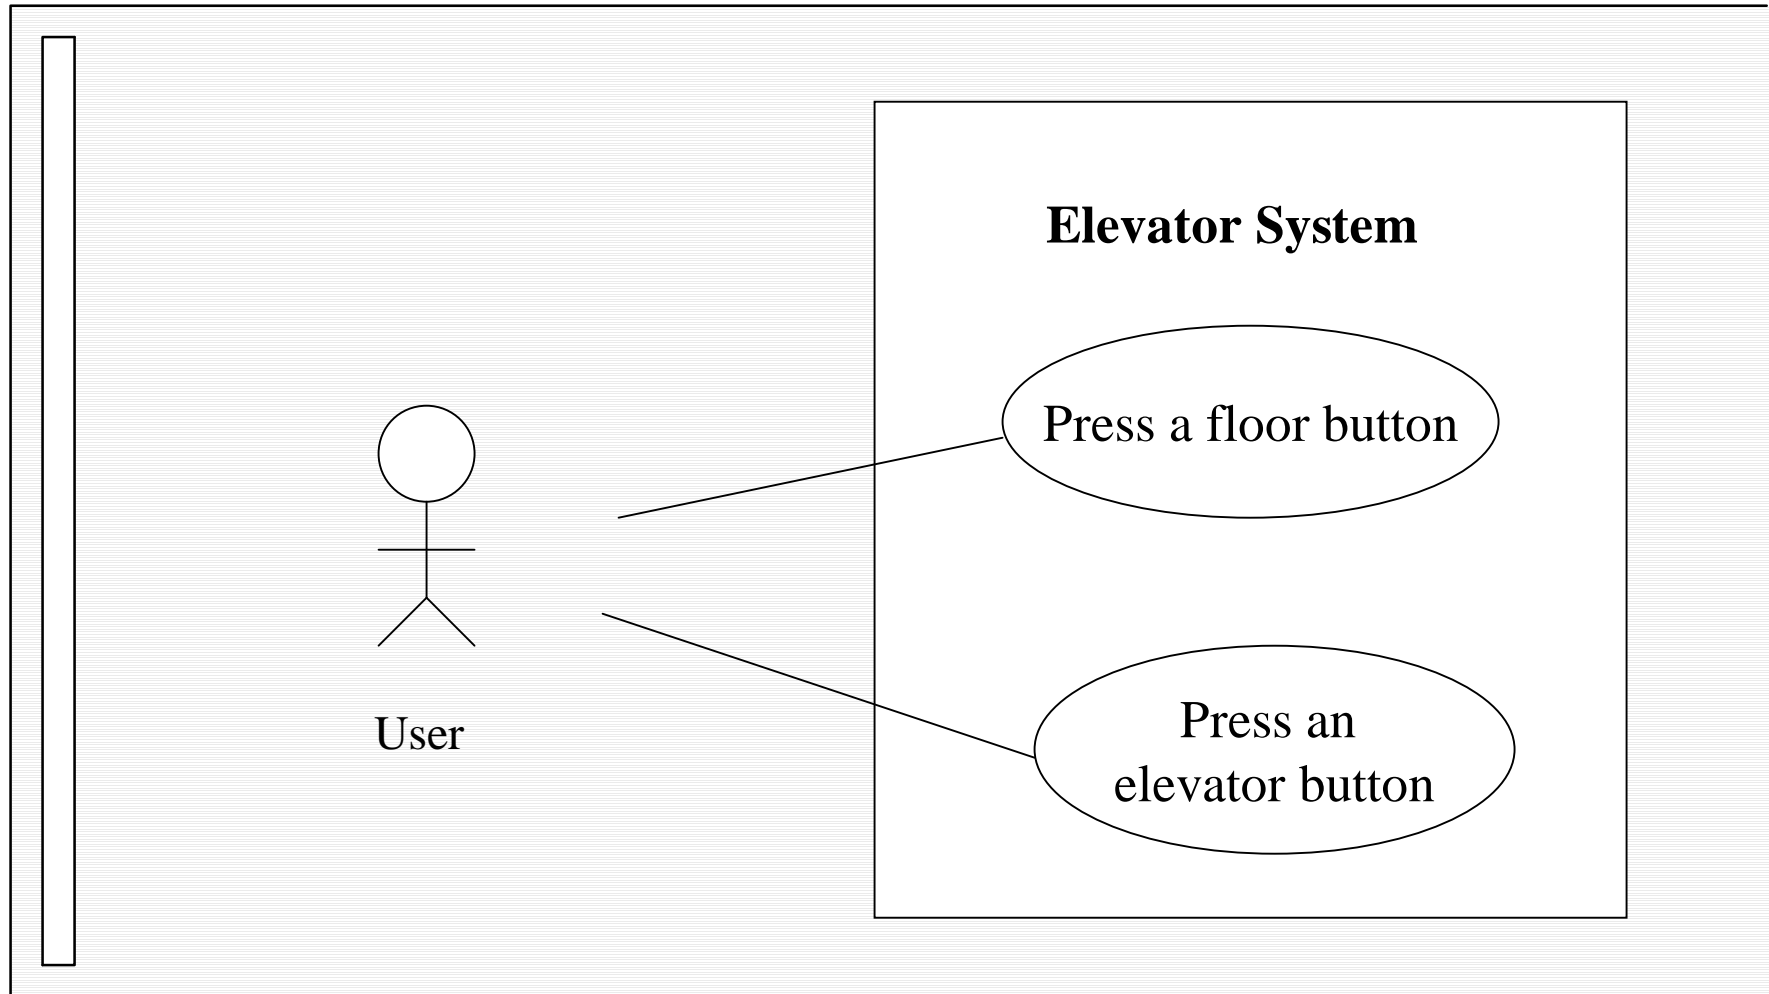 Elevator System
Press a floor button
User
Press an
elevator button